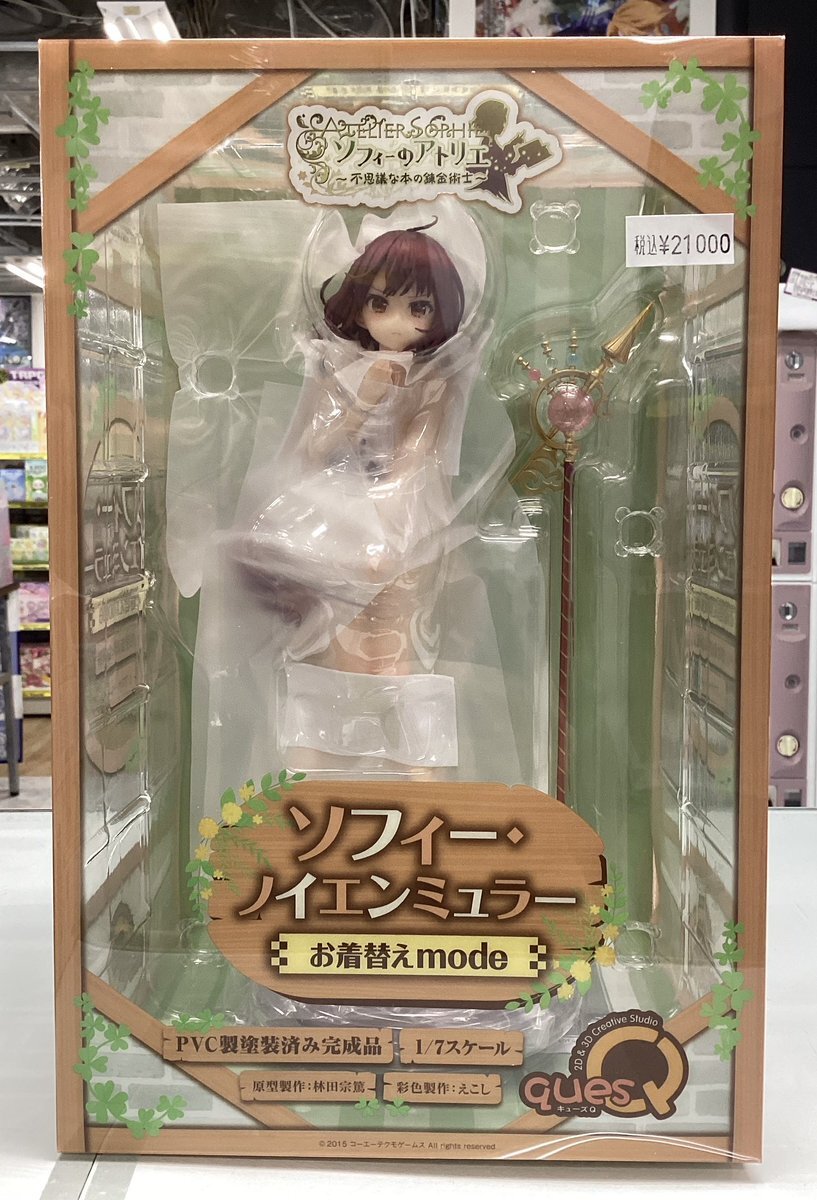 ATELIER SOPHIE
ソフィーのアトリエ
～不思議な本の錬金術士～
税込¥21000
TRPG
ソフィー・
ノイエンミュラー
お着替えmode
PVC製塗装済み完成品
1/7スケール
原型製作：林田宗篤
彩色製作：えこし
2D & 3D Creative Studio
quesQ
キューズQ
©2015 コーエーテクモゲームス All rights reserved